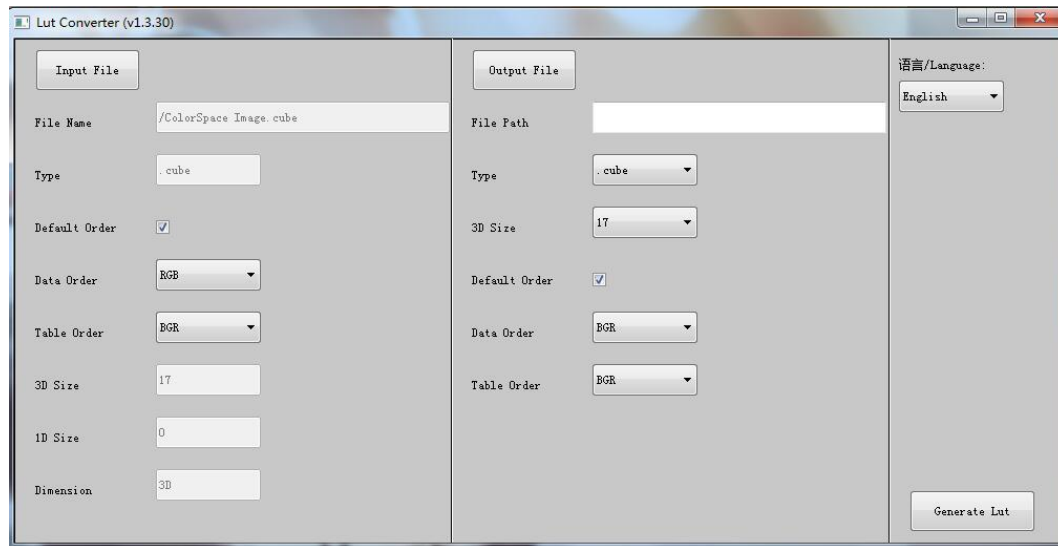 Lut Converter (v1.3.30)
Input File
File Name
/ColorSpace Image.cube
Type
.cube
Default Order
Data Order
RGB
Table Order
BGR
3D Size
17
1D Size
0
Dimension
3D
Output File
File Path
Type
.cube
3D Size
17
Default Order
Data Order
BGR
Table Order
BGR
语言/Language:
English
Generate Lut